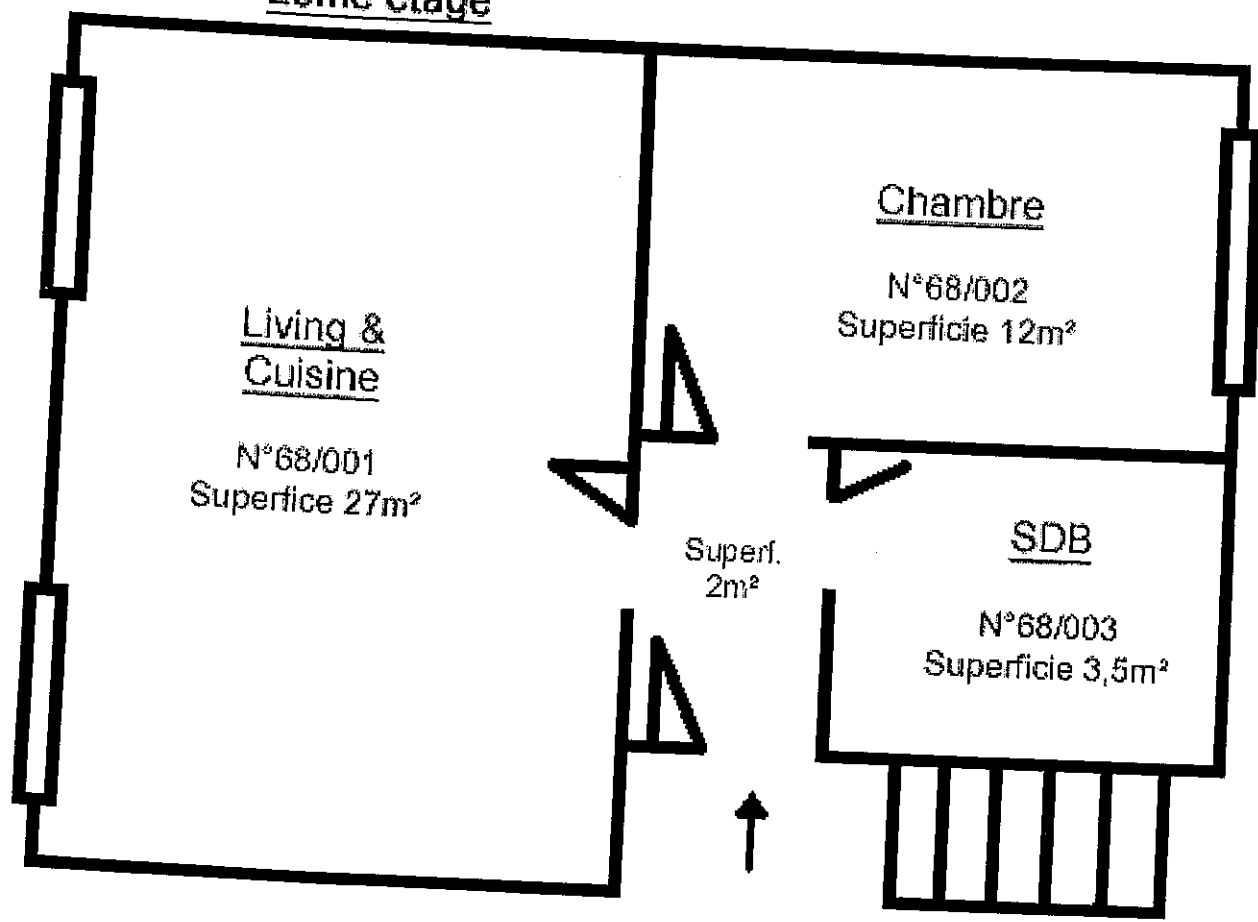 étage
Living &
Cuisine
N°68/001
Superfice 27m²
Chambre
N°68/002
Superficie 12m²
Superf.
2m²
SDB
N°68/003
Superficie 3,5m²